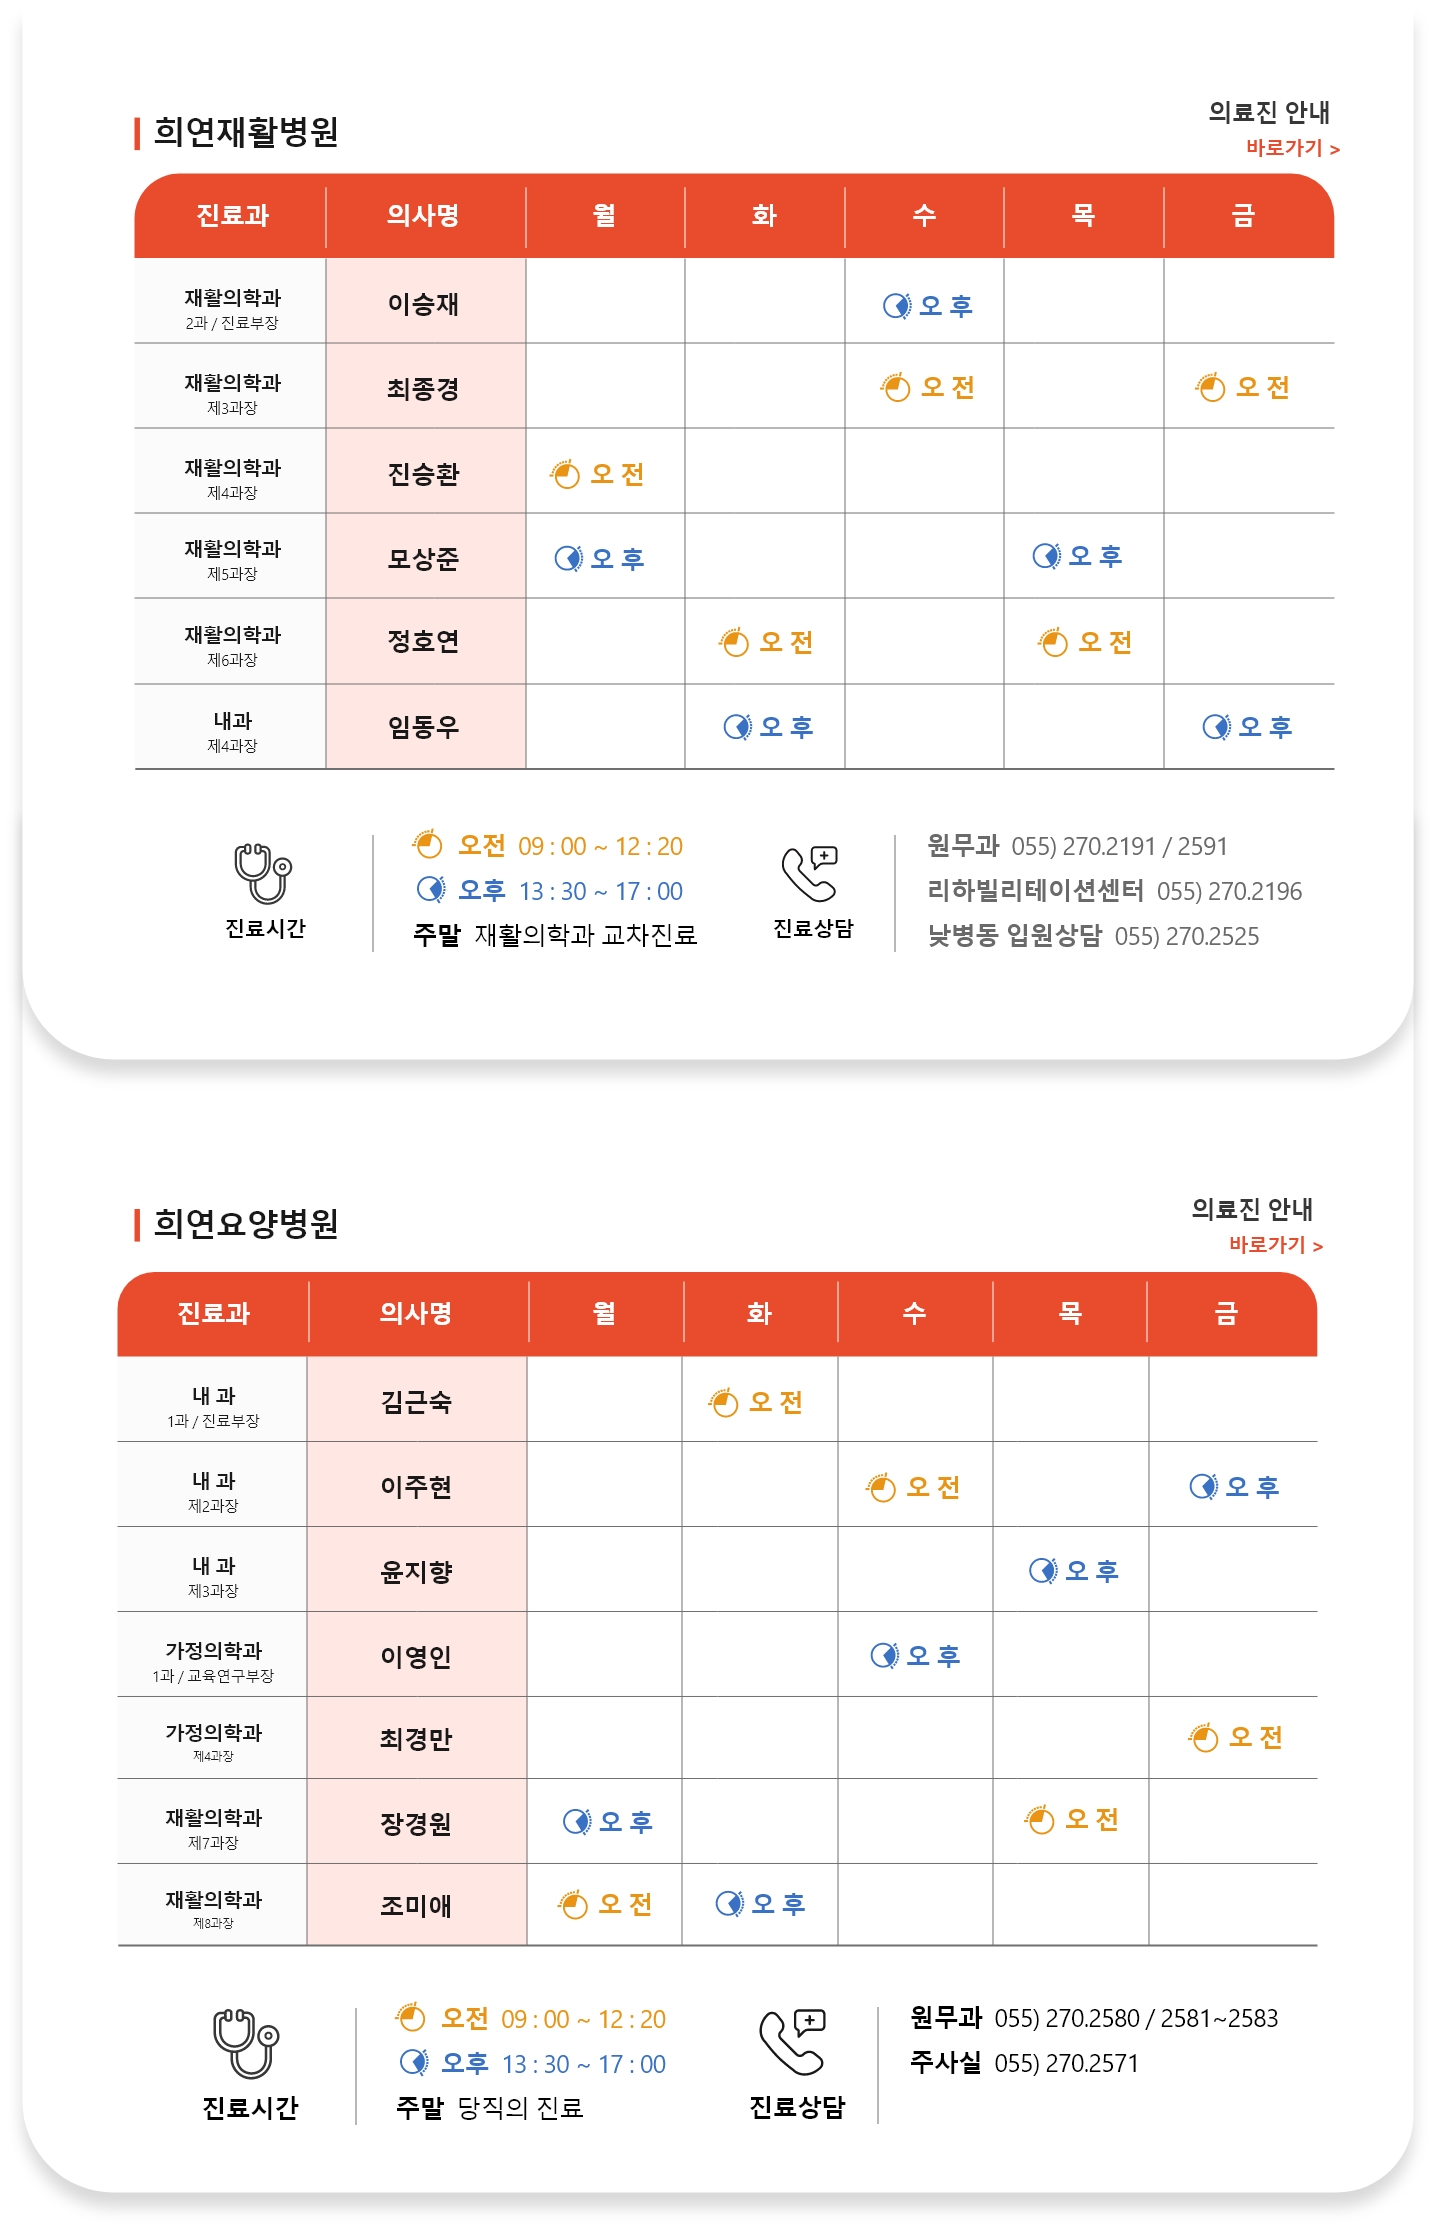 희연재활병원
의료진 안내
바로가기 >
진료과 의사명 월 화 수 목 금
재활의학과 이승재 오 후
2과 / 진료부장
재활의학과 최종경 오 전 오 전
제3과장
재활의학과 진승환 오 전
제4과장
재활의학과 모상준 오 후 오 후
제5과장
재활의학과 정호연 오 전 오 전
제6과장
내과 임동우 오 후 오 후
제4과장
오전 09 : 00 ~ 12 : 20
오후 13 : 30 ~ 17 : 00
주말 재활의학과 교차진료
진료시간
원무과 055) 270.2191 / 2591
리하빌리테이션센터 055) 270.2196
낮병동 입원상담 055) 270.2525
진료상담
희연요양병원
의료진 안내
바로가기 >
진료과 의사명 월 화 수 목 금
내 과 김근숙 오 전
1과 / 진료부장
내 과 이주현 오 전 오 후
제2과장
내 과 윤지향 오 후
제3과장
가정의학과 이영인 오 후
1과 / 교육연구부장
가정의학과 최경만 오 전
제4과장
재활의학과 장경원 오 후 오 전
제7과장
재활의학과 조미애 오 전 오 후
제8과장
오전 09 : 00 ~ 12 : 20
오후 13 : 30 ~ 17 : 00
주말 당직의 진료
진료시간
원무과 055) 270.2580 / 2581~2583
주사실 055) 270.2571
진료상담